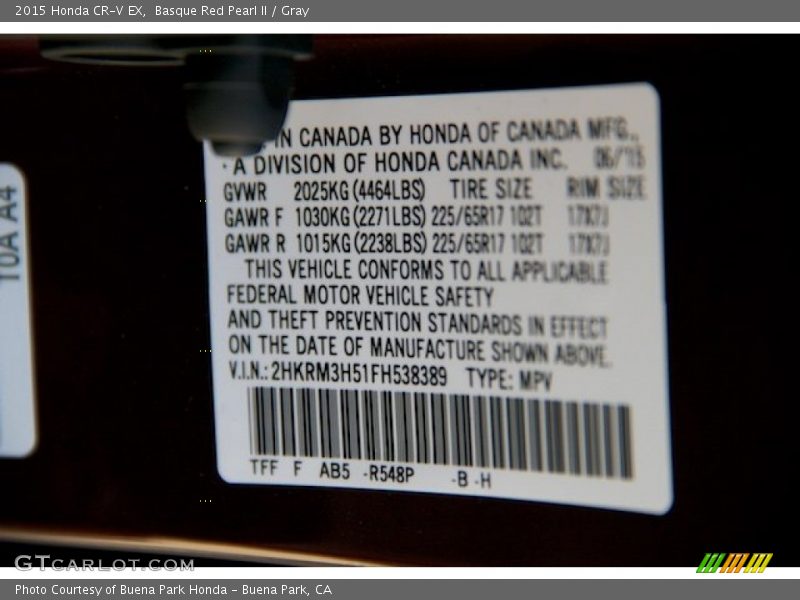 2015 Honda CR-V EX, Basque Red Pearl II / Gray
IN CANADA BY HONDA OF CANADA MFG.,
A DIVISION OF HONDA CANADA INC. 06/15
GVWR 2025KG(4464LBS) TIRE SIZE RIM SIZE
GAWR F 1030KG(2271LBS) 225/65R17 102T 17X7J
GAWR R 1015KG(2238LBS) 225/65R17 102T 17X7J
THIS VEHICLE CONFORMS TO ALL APPLICABLE
FEDERAL MOTOR VEHICLE SAFETY
AND THEFT PREVENTION STANDARDS IN EFFECT
ON THE DATE OF MANUFACTURE SHOWN ABOVE.
V.I.N.: 2HKRM3H51FH538389 TYPE: MPV
TFF F AB5 -R548P -B -H
10A A4
GTCARLOT.COM
Photo Courtesy of Buena Park Honda - Buena Park, CA